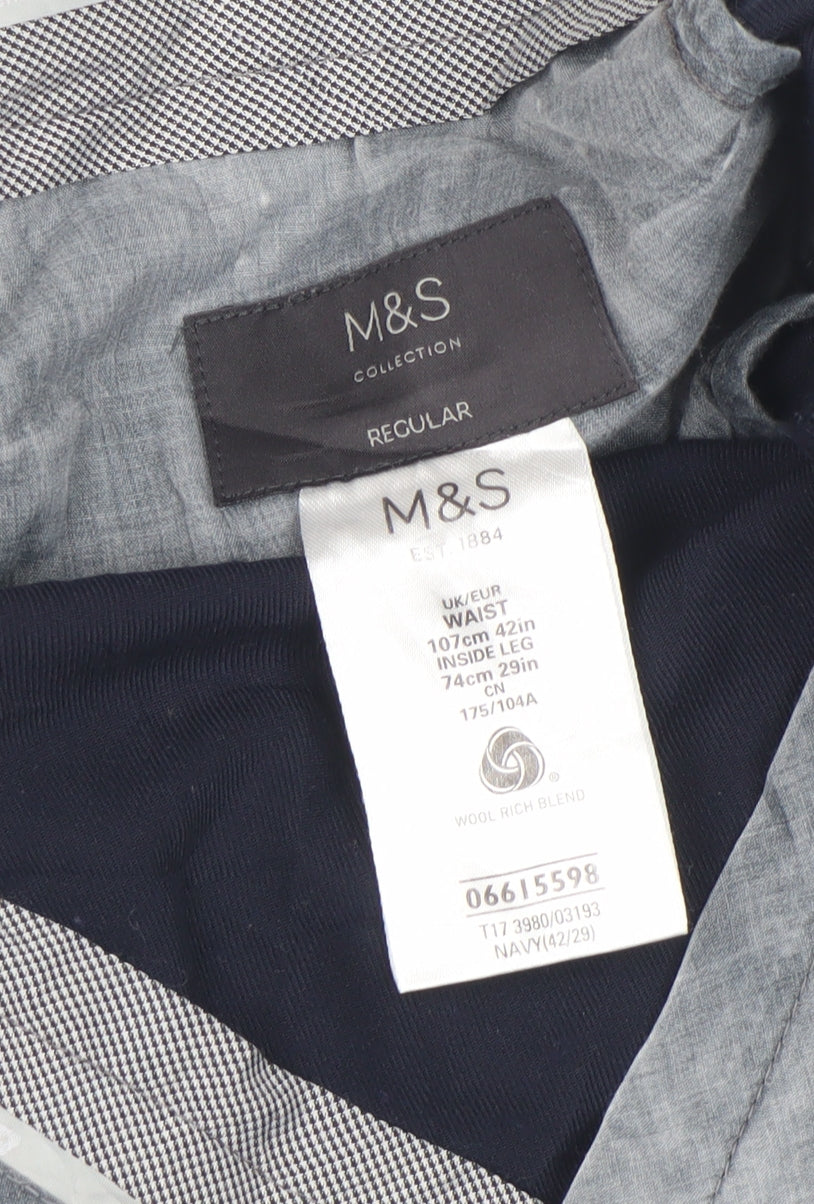 M&S
COLLECTION
REGULAR
M&S
EST. 1884
UK/EUR
WAIST
107cm 42in
INSIDE LEG
74cm 29in
CN
175/104A
®
WOOL RICH BLEND
06615598
T17 3980/03193
NAVY(42/29)